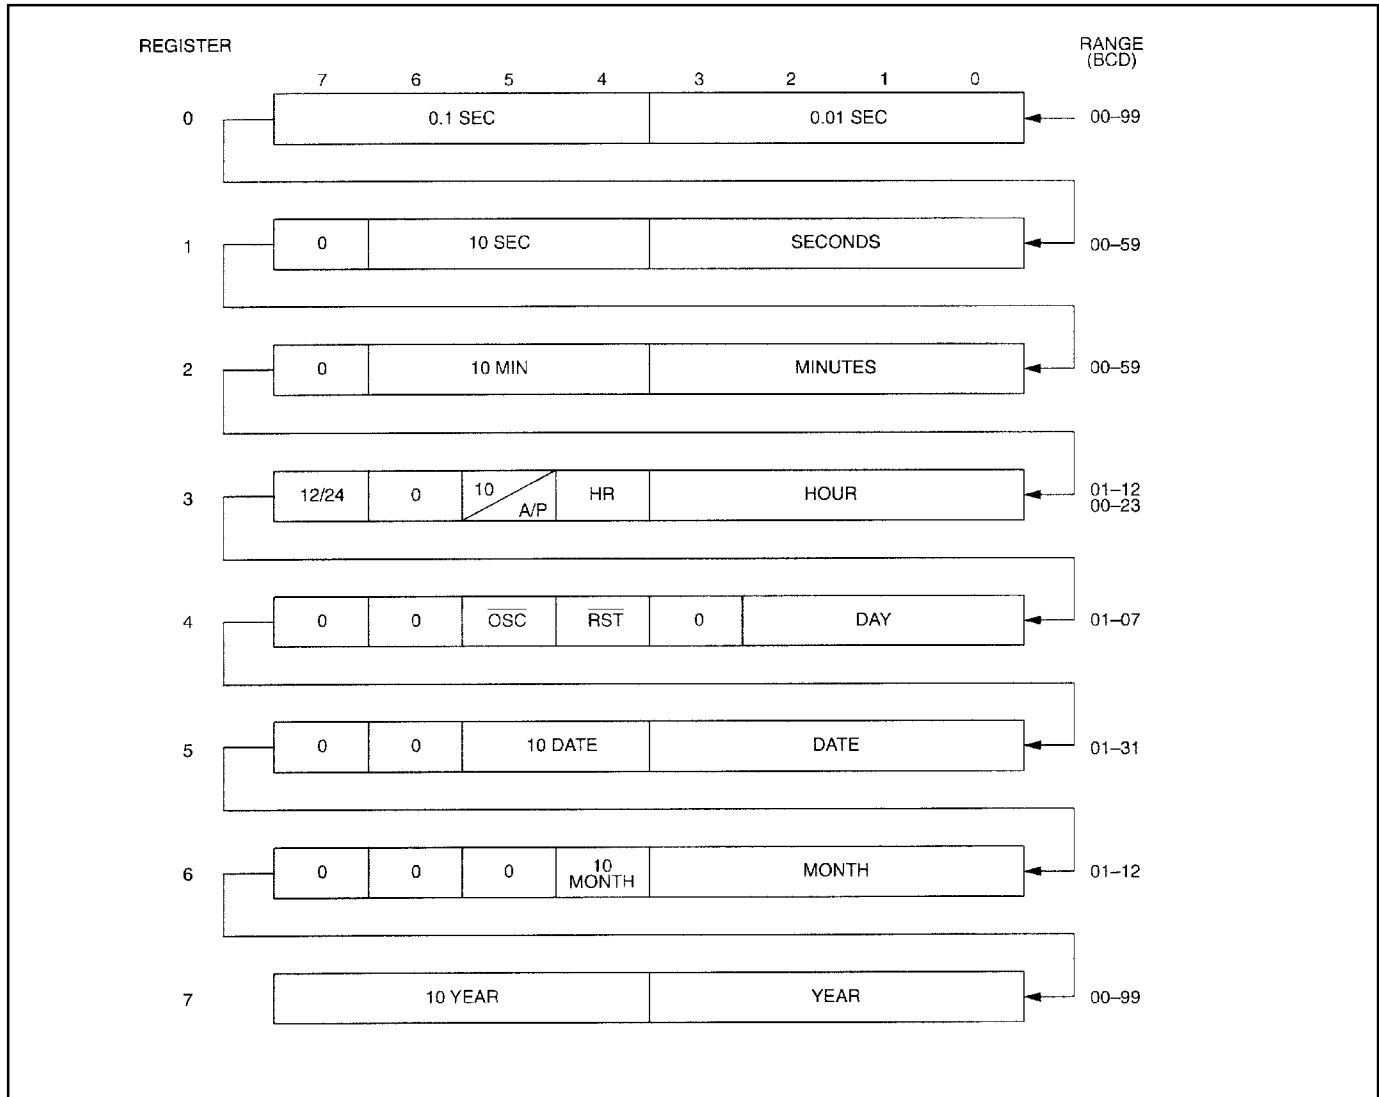 REGISTER
RANGE
(BCD)
7 6 5 4 3 2 1 0
0 0.1 SEC 0.01 SEC 00–99
1 0 10 SEC SECONDS 00–59
2 0 10 MIN MINUTES 00–59
3 12/24 0 10 A/P HR HOUR 01–12
00–23
4 0 0 O̅S̅C̅ R̅S̅T̅ 0 DAY 01–07
5 0 0 10 DATE DATE 01–31
6 0 0 0 10 MONTH MONTH 01–12
7 10 YEAR YEAR 00–99